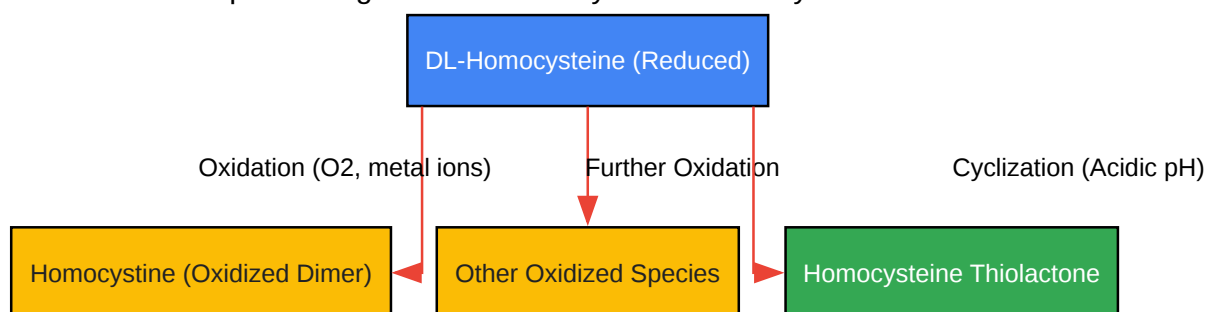 DL-Homocysteine (Reduced)
Oxidation (O2, metal ions)
Further Oxidation
Cyclization (Acidic pH)
Homocystine (Oxidized Dimer)
Other Oxidized Species
Homocysteine Thiolactone